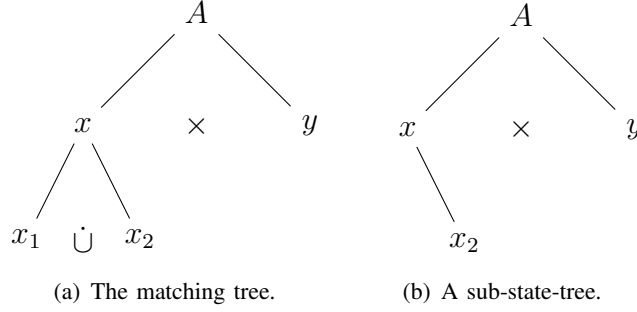 A A
x × y x × y
x₁ ∪̇ x₂ x₂
(a) The matching tree. (b) A sub-state-tree.